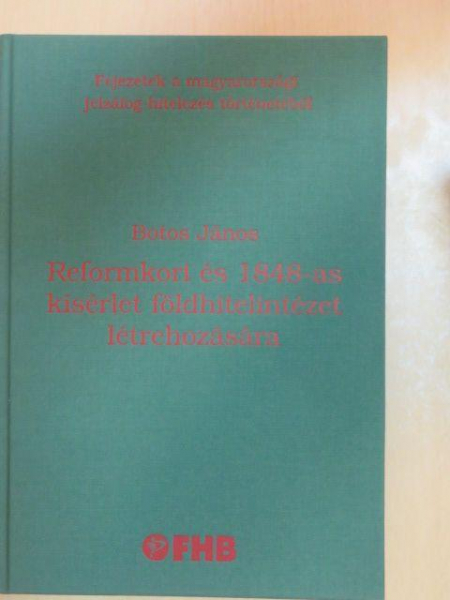 Fejezetek a magyarországi
jelzálog-hitelezés történetéből
Botos János
Reformkori és 1848-as
kísérlet földhitelintézet
létrehozására
FHB